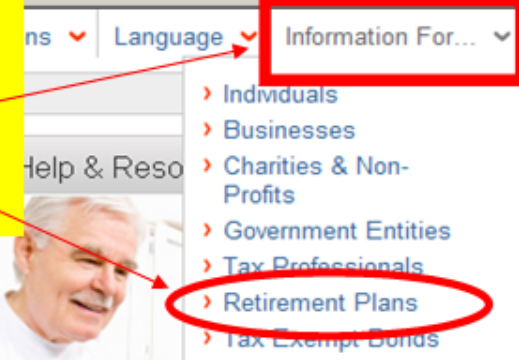 ns Language Information For...
Individuals
Businesses
Help & Reso
Charities & Non-
Profits
Government Entities
Tax Professionals
Retirement Plans
Tax Exempt Bonds